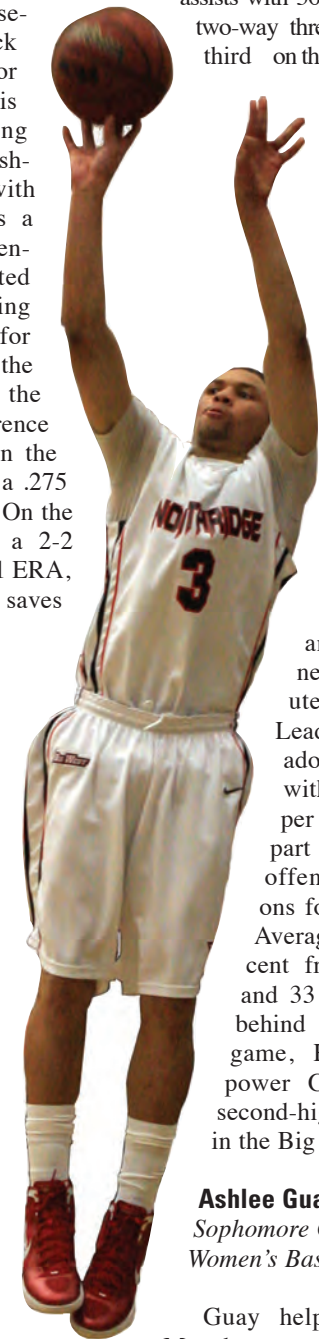 se-
ck
or
is
ng
sh-
with
s a
en-
ted
ing
for
the
the
rence
n the
a .275
On the
a 2-2
l ERA,
saves
assists with
two-way thre
third on th
NORTHRIDGE
3
Big West
ne
ute
Lead
ado
with
per
part
offen
ons fo
Averag
cent fr
and 33
behind
game,
power
second-hig
in the Big
Ashlee Gua
Sophomore
Women's Bas
Guay help